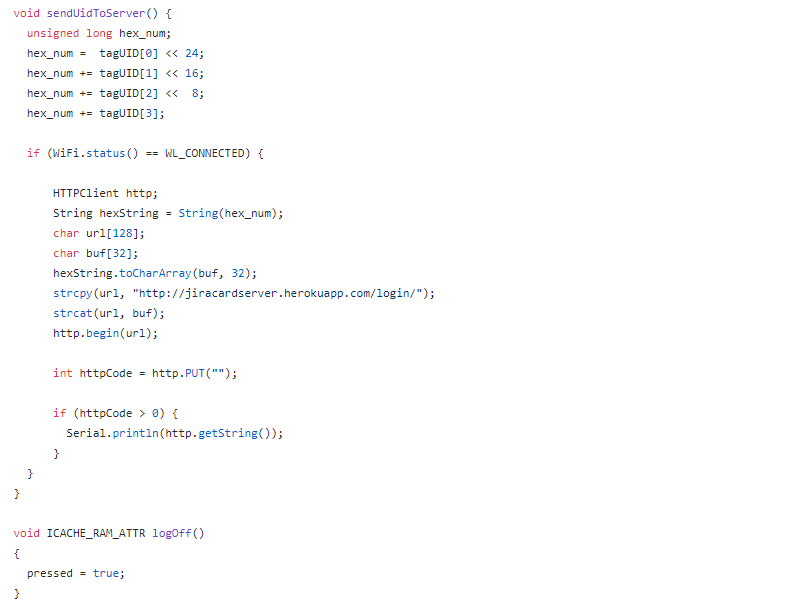 void sendUidToServer() {
  unsigned long hex_num;
  hex_num =  tagUID[0] << 24;
  hex_num += tagUID[1] << 16;
  hex_num += tagUID[2] <<  8;
  hex_num += tagUID[3];

  if (WiFi.status() == WL_CONNECTED) {

      HTTPClient http;
      String hexString = String(hex_num);
      char url[128];
      char buf[32];
      hexString.toCharArray(buf, 32);
      strcpy(url, "http://jiracardserver.herokuapp.com/login/");
      strcat(url, buf);
      http.begin(url);

      int httpCode = http.PUT("");

      if (httpCode > 0) {
        Serial.println(http.getString());
      }
  }
}

void ICACHE_RAM_ATTR logOff()
{
  pressed = true;
}